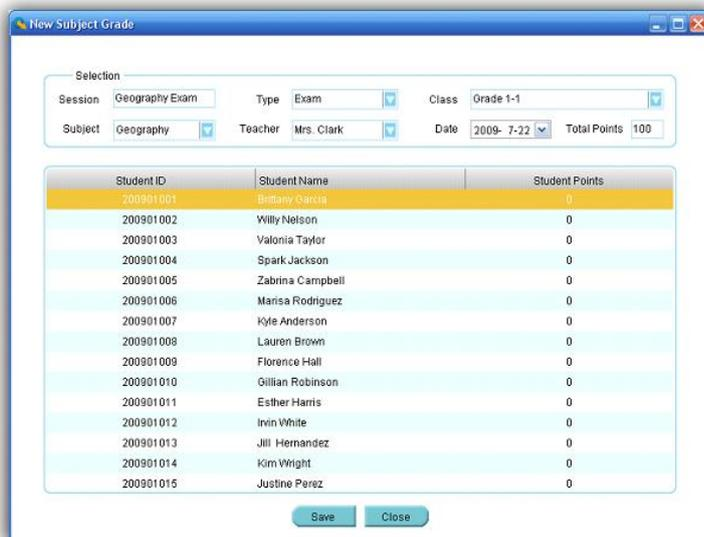 New Subject Grade
Selection
Session Geography Exam Type Exam Class Grade 1-1
Subject Geography Teacher Mrs. Clark Date 2009- 7-22 Total Points 100
Student ID Student Name Student Points
200901001 Brittany Garcia 0
200901002 Willy Nelson 0
200901003 Valonia Taylor 0
200901004 Spark Jackson 0
200901005 Zabrina Campbell 0
200901006 Marisa Rodriguez 0
200901007 Kyle Anderson 0
200901008 Lauren Brown 0
200901009 Florence Hall 0
200901010 Gillian Robinson 0
200901011 Esther Harris 0
200901012 Irvin White 0
200901013 Jill Hernandez 0
200901014 Kim Wright 0
200901015 Justine Perez 0
Save Close